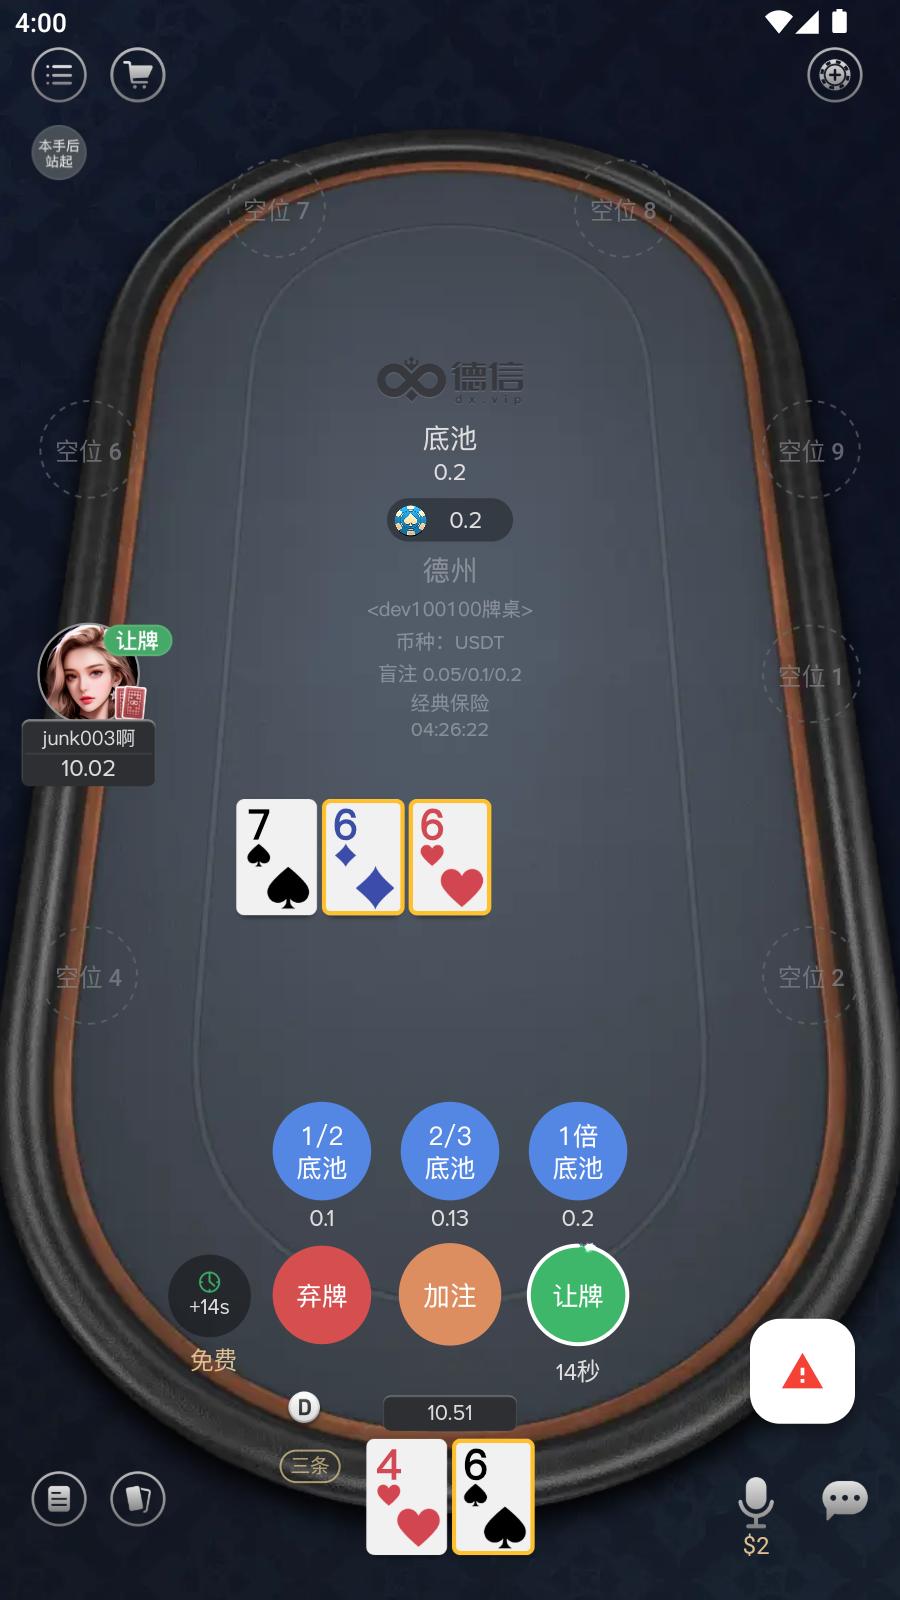 4:00
本手后
站起
空位 7
空位 8
德信
dx.vip
底池
0.2
0.2
空位 6
空位 9
德州
<dev100100牌桌>
币种：USDT
盲注 0.05/0.1/0.2
经典保险
04:26:22
让牌
空位 1
junk003啊
10.02
7
6
6
空位 4
空位 2
1/2
底池
2/3
底池
1倍
底池
0.1
0.13
0.2
+14s
弃牌
加注
让牌
免费
14秒
D
10.51
三条
4
6
$2